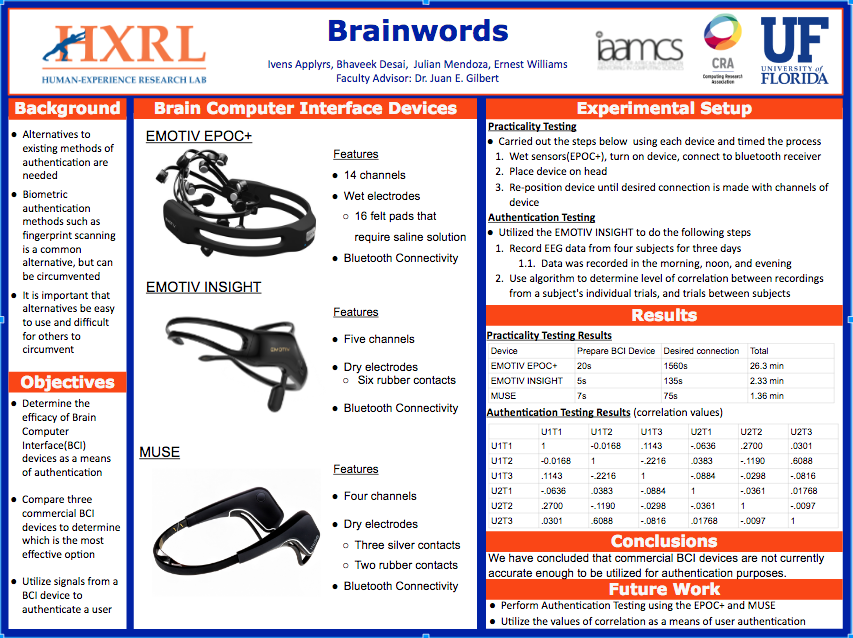 HXRL
HUMAN-EXPERIENCE RESEARCH LAB
Brainwords
Ivens Applyrs, Bhaveek Desai, Julian Mendoza, Ernest Williams
Faculty Advisor: Dr. Juan E. Gilbert
iaamcs
CRA
Computing Research
Association
UF
UNIVERSITY of
FLORIDA
Background
● Alternatives to
existing methods of
authentication are
needed
● Biometric
authentication
methods such as
fingerprint scanning
is a common
alternative, but can
be circumvented
● It is important that
alternatives be easy
to use and difficult
for others to
circumvent
Objectives
● Determine the
efficacy of Brain
Computer
Interface(BCI)
devices as a means
of authentication
● Compare three
commercial BCI
devices to determine
which is the most
effective option
● Utilize signals from a
BCI device to
authenticate a user
Brain Computer Interface Devices
EMOTIV EPOC+
Features
● 14 channels
● Wet electrodes
○ 16 felt pads that
require saline solution
● Bluetooth Connectivity
EMOTIV INSIGHT
EMOTIV
Features
● Five channels
● Dry electrodes
○ Six rubber contacts
● Bluetooth Connectivity
MUSE
Features
● Four channels
● Dry electrodes
○ Three silver contacts
○ Two rubber contacts
● Bluetooth Connectivity
Experimental Setup
Practicality Testing
● Carried out the steps below using each device and timed the process
1. Wet sensors(EPOC+), turn on device, connect to bluetooth receiver
2. Place device on head
3. Re-position device until desired connection is made with channels of
device
Authentication Testing
● Utilized the EMOTIV INSIGHT to do the following steps
1. Record EEG data from four subjects for three days
1.1. Data was recorded in the morning, noon, and evening
2. Use algorithm to determine level of correlation between recordings
from a subject's individual trials, and trials between subjects
Results
Practicality Testing Results
Device Prepare BCI Device Desired connection Total
EMOTIV EPOC+ 20s 1560s 26.3 min
EMOTIV INSIGHT 5s 135s 2.33 min
MUSE 7s 75s 1.36 min
Authentication Testing Results (correlation values)
U1T1 U1T2 U1T3 U2T1 U2T2 U2T3
U1T1 1 -0.0168 .1143 -.0636 .2700 .0301
U1T2 -0.0168 1 -.2216 .0383 -.1190 .6088
U1T3 .1143 -.2216 1 -.0884 -.0298 -.0816
U2T1 -.0636 .0383 -.0884 1 -.0361 .01768
U2T2 .2700 -.1190 -.0298 -.0361 1 -.0097
U2T3 .0301 .6088 -.0816 .01768 -.0097 1
Conclusions
We have concluded that commercial BCI devices are not currently
accurate enough to be utilized for authentication purposes.
Future Work
● Perform Authentication Testing using the EPOC+ and MUSE
● Utilize the values of correlation as a means of user authentication